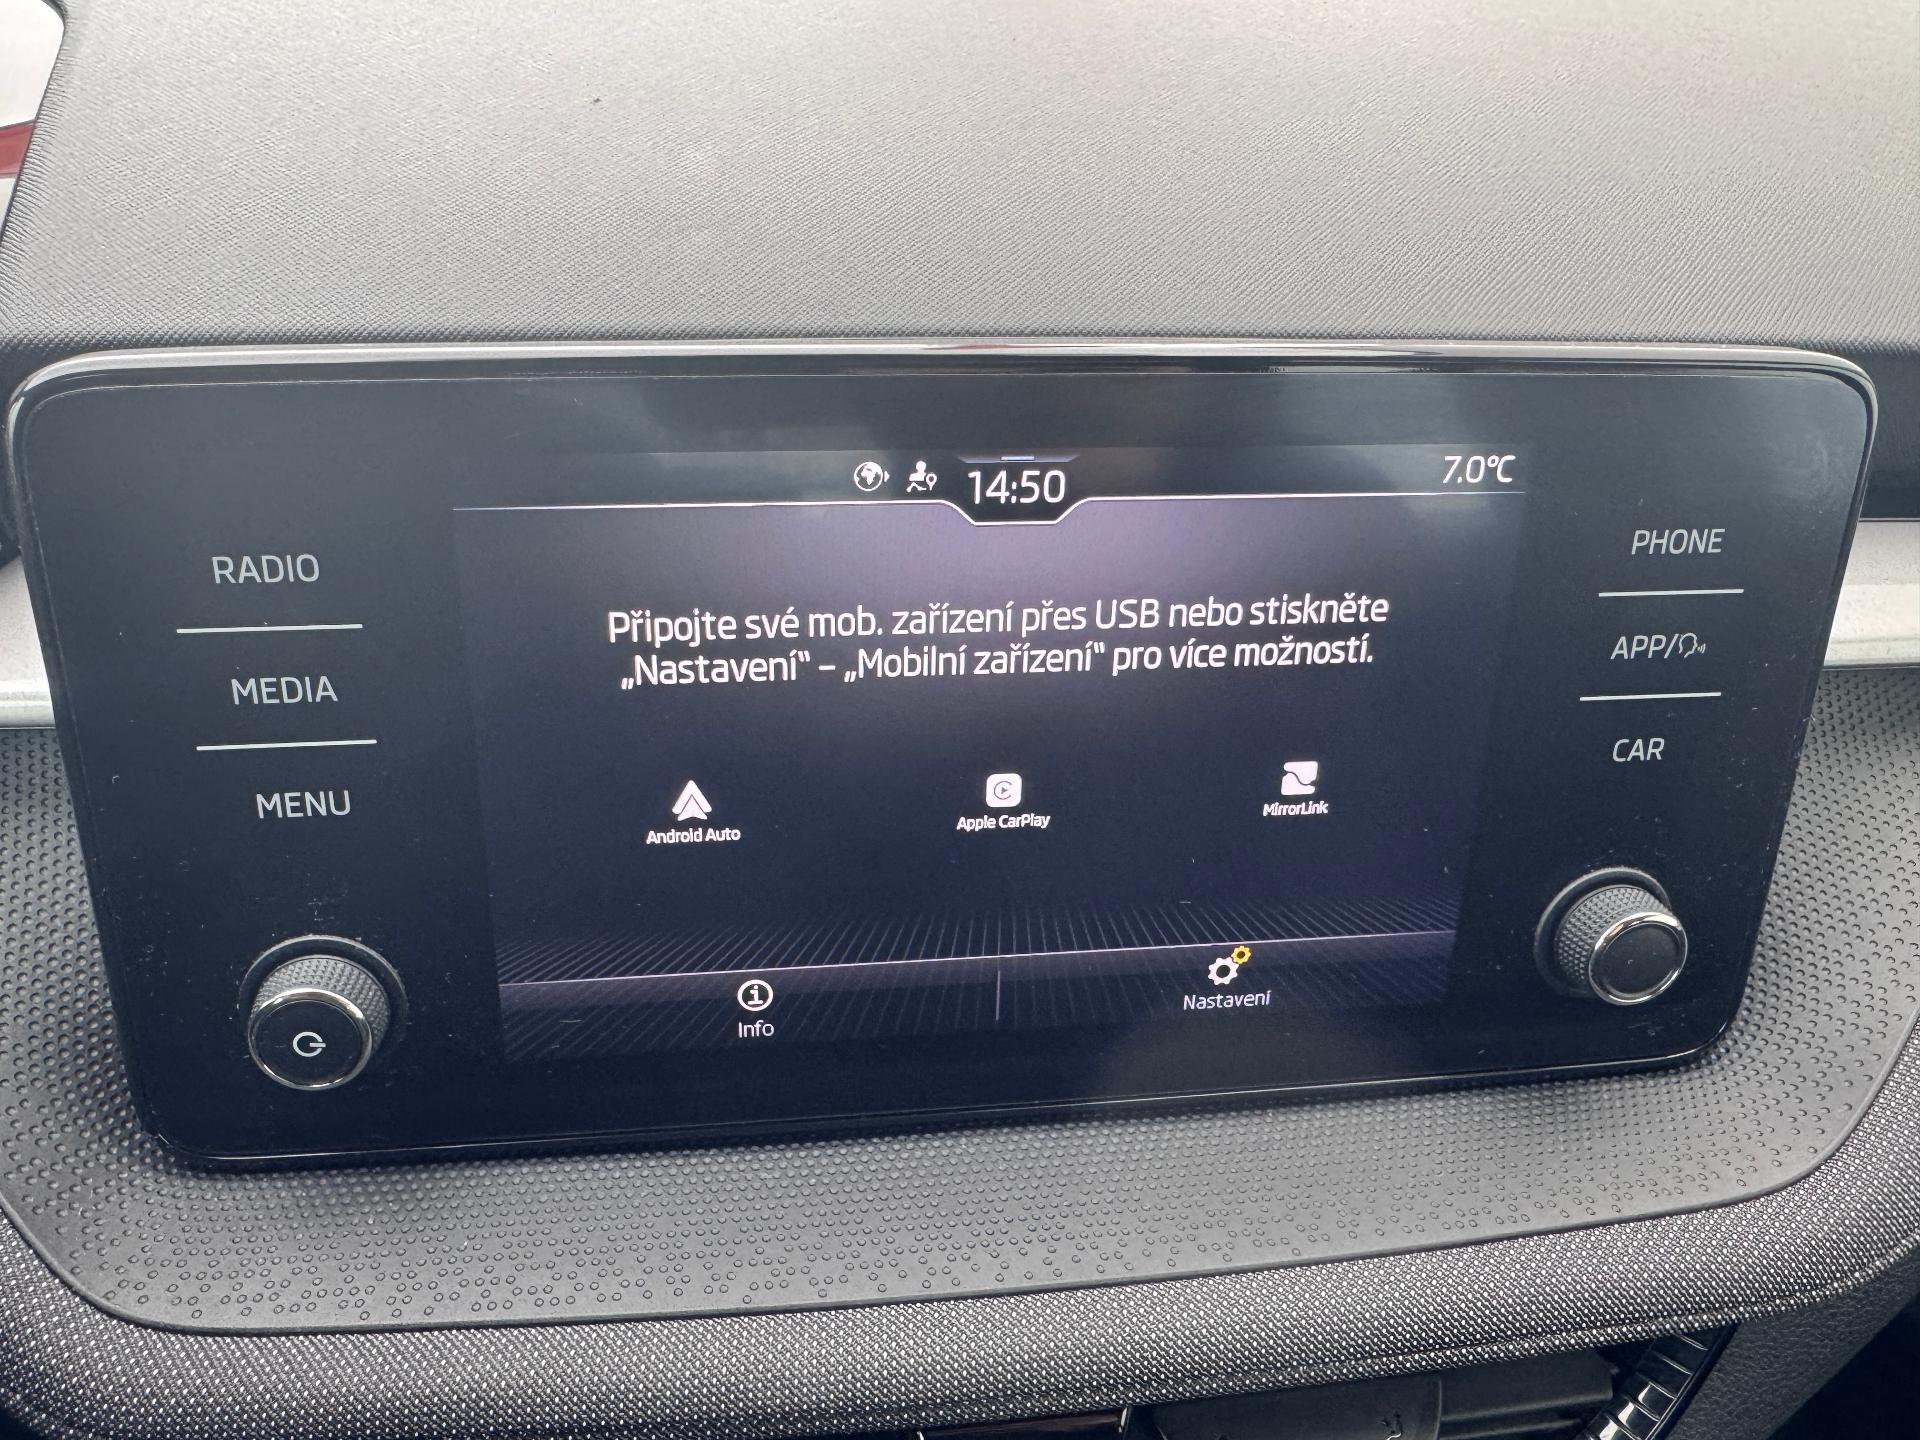 14:50
7.0°C
RADIO
MEDIA
MENU
Připojte své mob. zařízení přes USB nebo stiskněte
„Nastavení“ – „Mobilní zařízení“ pro více možností.
Android Auto
Apple CarPlay
MirrorLink
Info
Nastavení
PHONE
APP/
CAR